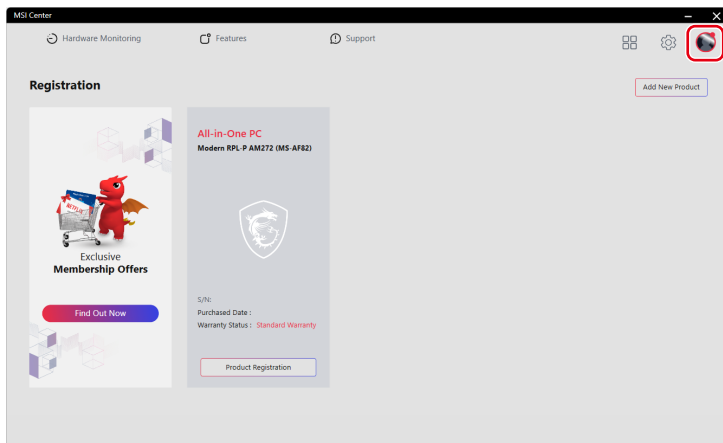 MSI Center
Hardware Monitoring
Features
Support
Registration
Add New Product
NETFLIX
Exclusive
Membership Offers
Find Out Now
All-in-One PC
Modern RPL-P AM272 (MS-AF82)
S/N:
Purchased Date :
Warranty Status : Standard Warranty
Product Registration